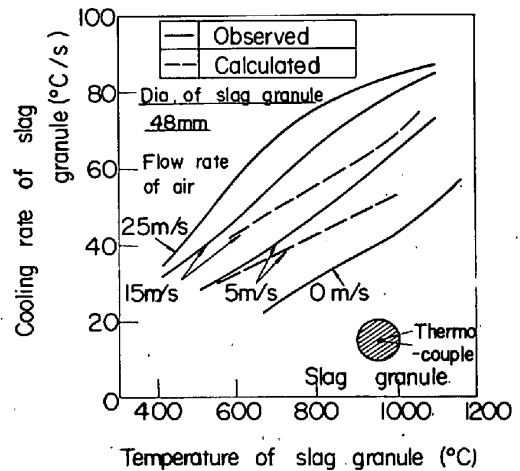 Observed
Calculated
Dia. of slag granule
48mm
Flow rate
of air
25m/s
15m/s
5m/s
0m/s
Thermo
-couple
Slag granule
100
80
60
40
20
0
400
600
800
1000
1200
Cooling rate of slag
granule (°C/s)
Temperature of slag granule (°C)